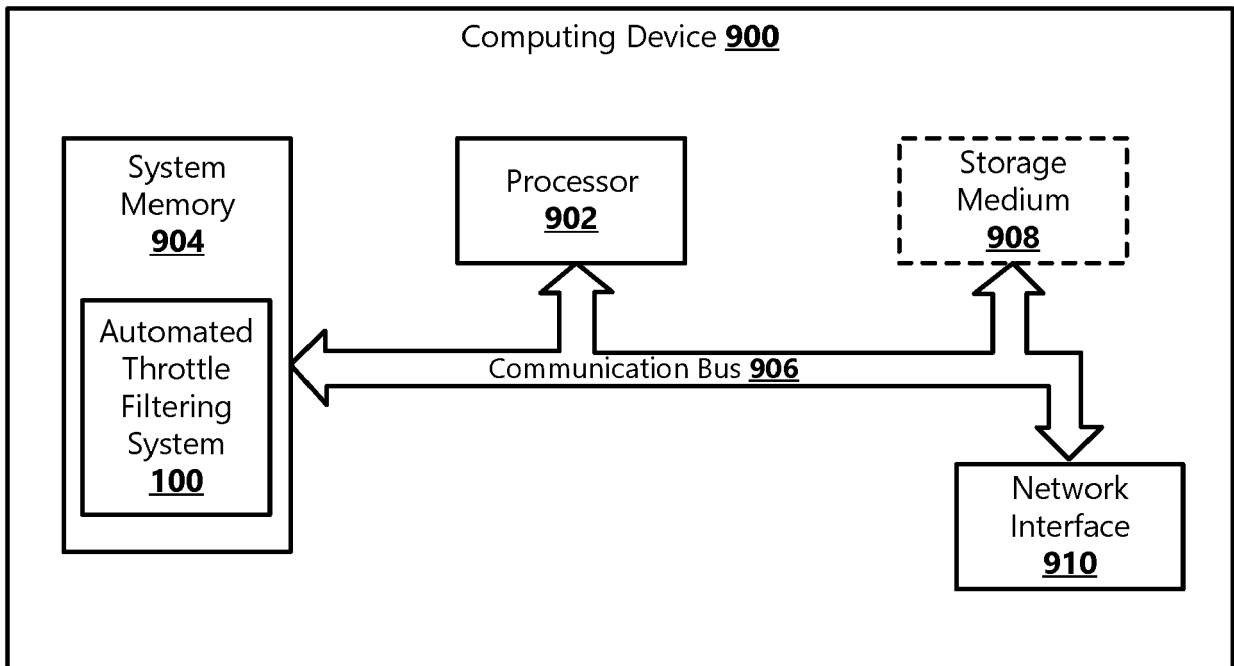 Computing Device 900
System
Memory
904
Automated
Throttle
Filtering
System
100
Processor
902
Storage
Medium
908
Communication Bus 906
Network
Interface
910